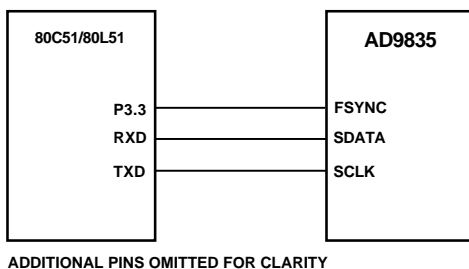 80C51/80L51
AD9835
P3.3
FSYNC
RXD
SDATA
TXD
SCLK
ADDITIONAL PINS OMITTED FOR CLARITY